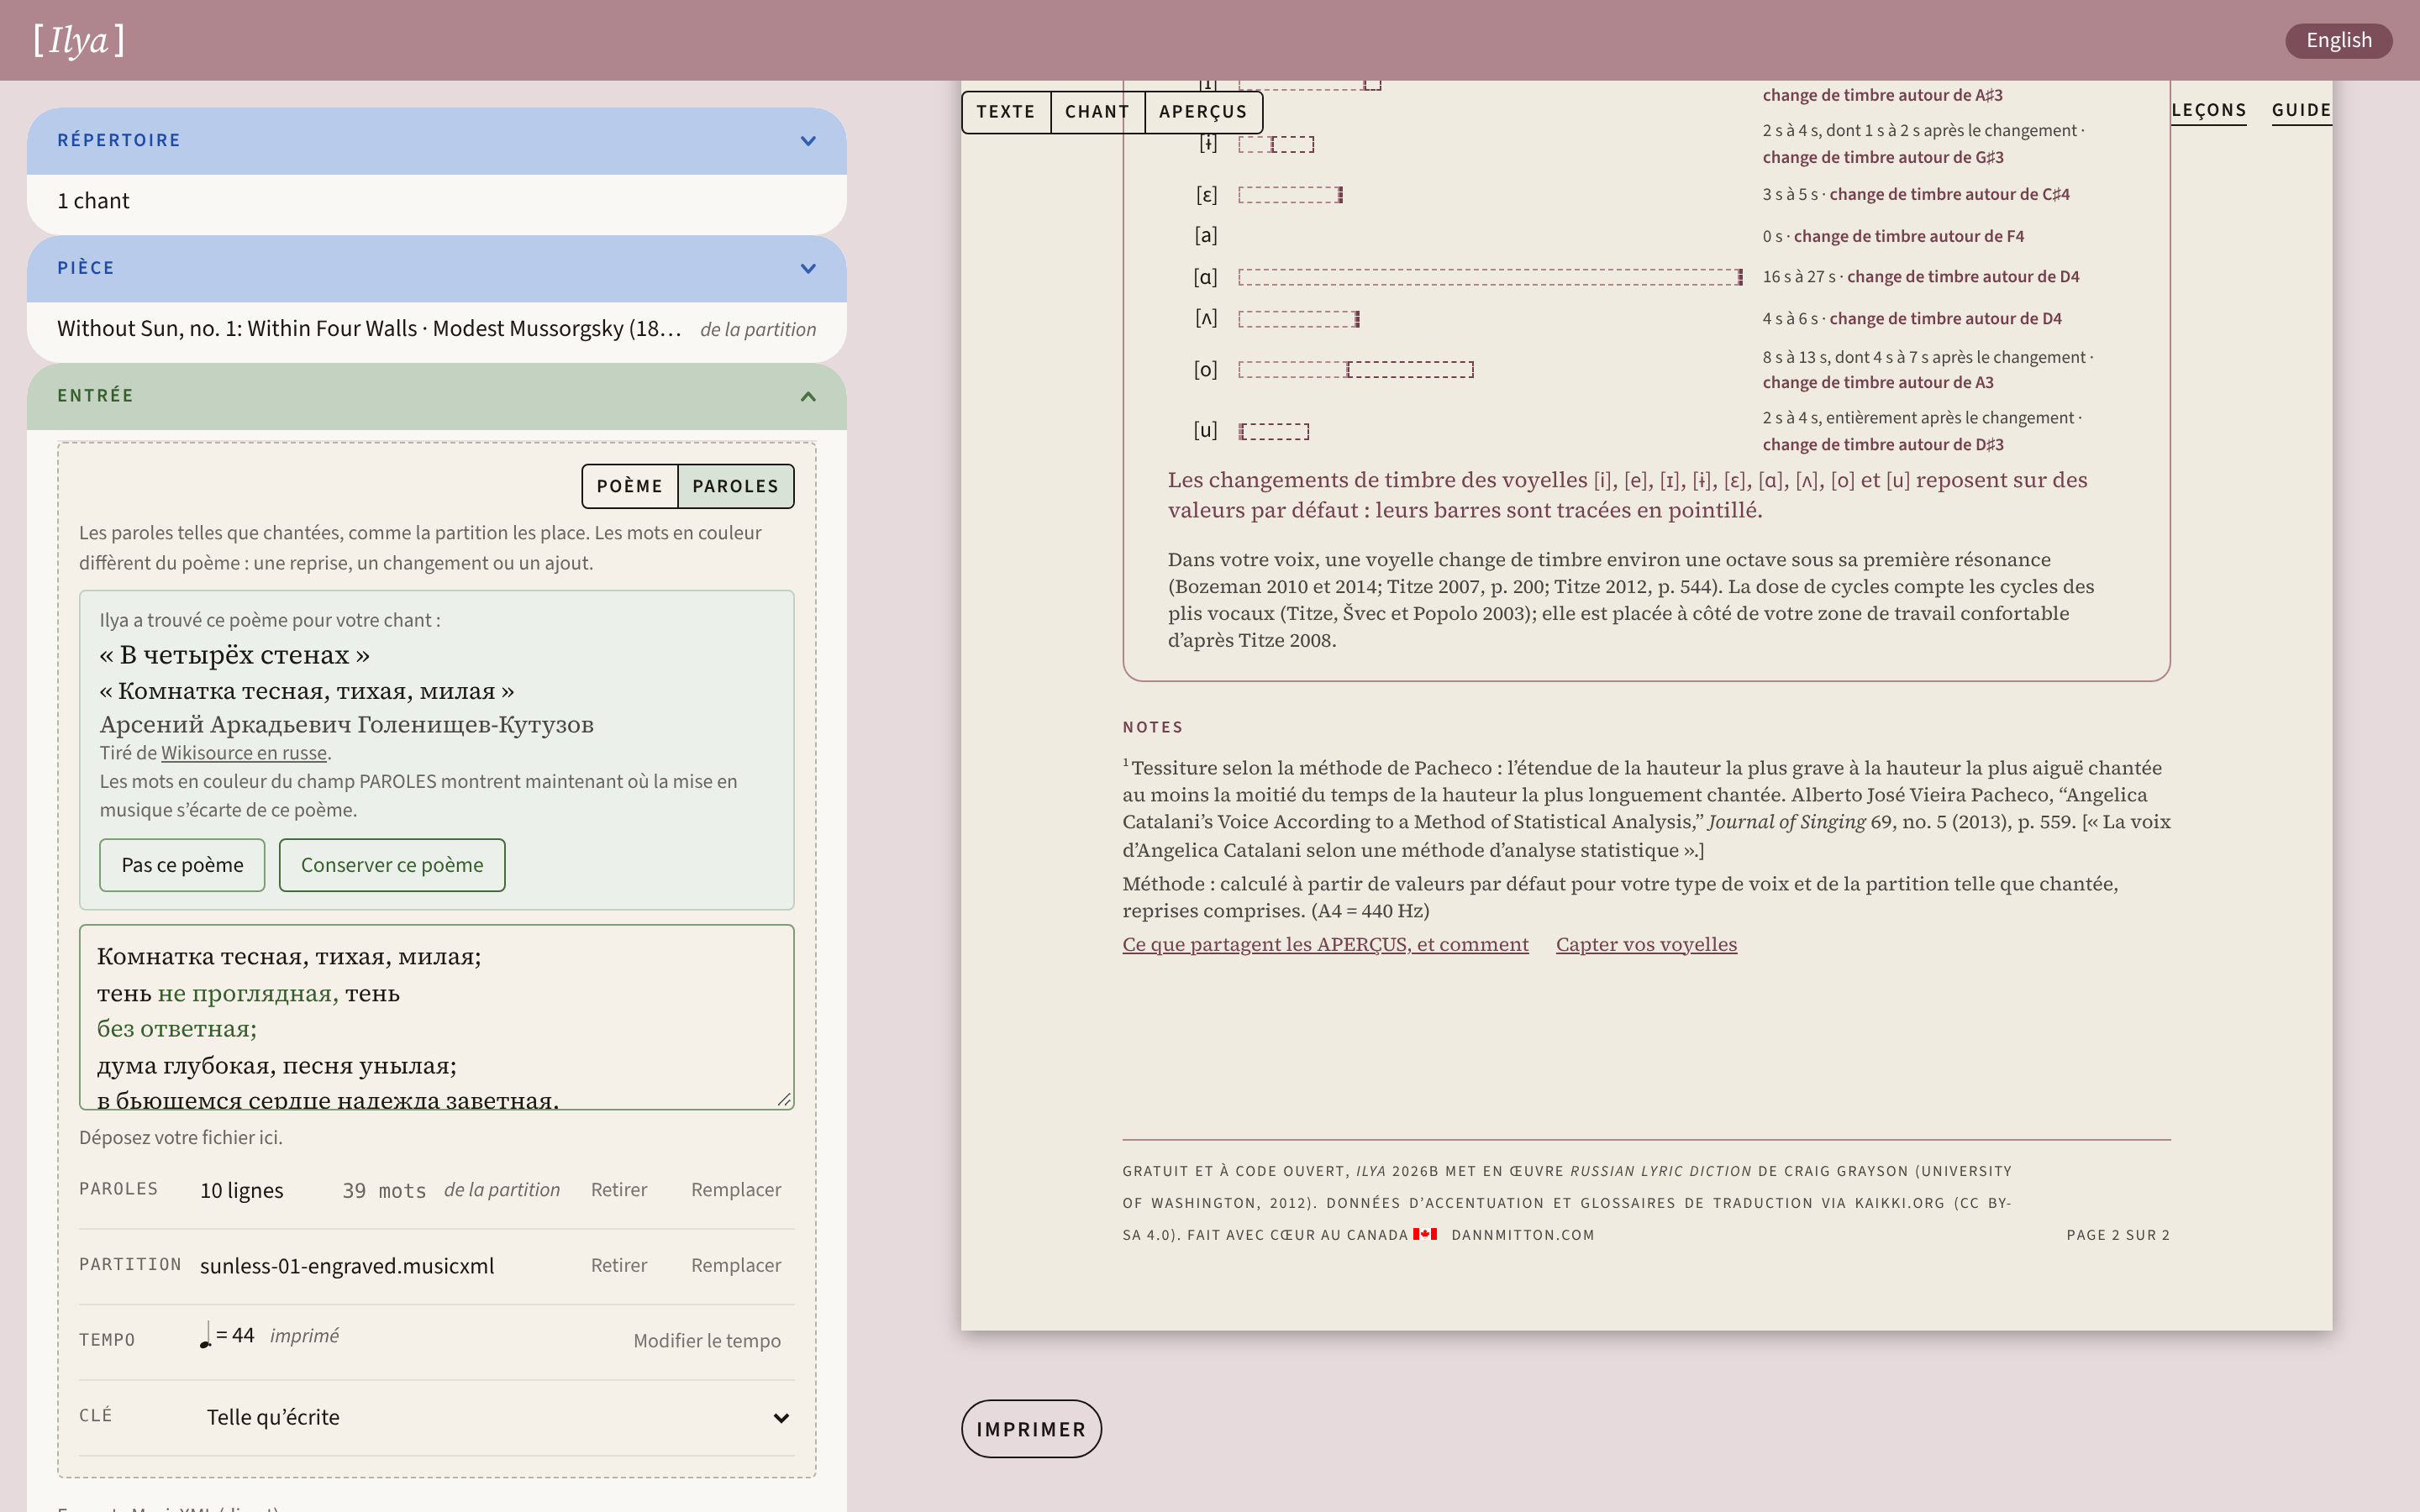 [Ilya]
English
RÉPERTOIRE
1 chant
PIÈCE
Without Sun, no. 1: Within Four Walls · Modest Mussorgsky (18… de la partition
ENTRÉE
POÈME PAROLES
Les paroles telles que chantées, comme la partition les place. Les mots en couleur
diffèrent du poème : une reprise, un changement ou un ajout.
Ilya a trouvé ce poème pour votre chant :
« В четырёх стенах »
« Комнатка тесная, тихая, милая »
Арсений Аркадьевич Голенищев-Кутузов
Tiré de Wikisource en russe.
Les mots en couleur du champ PAROLES montrent maintenant où la mise en
musique s’écarte de ce poème.
Pas ce poème Conserver ce poème
Комнатка тесная, тихая, милая;
тень не проглядная, тень
без ответная;
дума глубокая, песня унылая;
в бьющемся сердце надежда заветная.
Déposez votre fichier ici.
PAROLES 10 lignes 39 mots de la partition Retirer Remplacer
PARTITION sunless-01-engraved.musicxml Retirer Remplacer
TEMPO = 44 imprimé Modifier le tempo
CLÉ Telle qu’écrite
TEXTE CHANT APERÇUS
LEÇONS GUIDE
[ɪ] change de timbre autour de A♯3
[ɨ] 2 s à 4 s, dont 1 s à 2 s après le changement ·
change de timbre autour de G♯3
[ɛ] 3 s à 5 s · change de timbre autour de C♯4
[a] 0 s · change de timbre autour de F4
[ɑ] 16 s à 27 s · change de timbre autour de D4
[ʌ] 4 s à 6 s · change de timbre autour de D4
[o] 8 s à 13 s, dont 4 s à 7 s après le changement ·
change de timbre autour de A3
[u] 2 s à 4 s, entièrement après le changement ·
change de timbre autour de D♯3
Les changements de timbre des voyelles [i], [e], [ɪ], [ɨ], [ɛ], [ɑ], [ʌ], [o] et [u] reposent sur des
valeurs par défaut : leurs barres sont tracées en pointillé.
Dans votre voix, une voyelle change de timbre environ une octave sous sa première résonance
(Bozeman 2010 et 2014; Titze 2007, p. 200; Titze 2012, p. 544). La dose de cycles compte les cycles des
plis vocaux (Titze, Švec et Popolo 2003); elle est placée à côté de votre zone de travail confortable
d’après Titze 2008.
NOTES
¹ Tessiture selon la méthode de Pacheco : l’étendue de la hauteur la plus grave à la hauteur la plus aiguë chantée
au moins la moitié du temps de la hauteur la plus longuement chantée. Alberto José Vieira Pacheco, “Angelica
Catalani’s Voice According to a Method of Statistical Analysis,” Journal of Singing 69, no. 5 (2013), p. 559. [« La voix
d’Angelica Catalani selon une méthode d’analyse statistique ».]
Méthode : calculé à partir de valeurs par défaut pour votre type de voix et de la partition telle que chantée,
reprises comprises. (A4 = 440 Hz)
Ce que partagent les APERÇUS, et comment Capter vos voyelles
GRATUIT ET À CODE OUVERT, ILYA 2026B MET EN ŒUVRE RUSSIAN LYRIC DICTION DE CRAIG GRAYSON (UNIVERSITY
OF WASHINGTON, 2012). DONNÉES D’ACCENTUATION ET GLOSSAIRES DE TRADUCTION VIA KAIKKI.ORG (CC BY-
SA 4.0). FAIT AVEC CŒUR AU CANADA DANNMITTON.COM PAGE 2 SUR 2
IMPRIMER